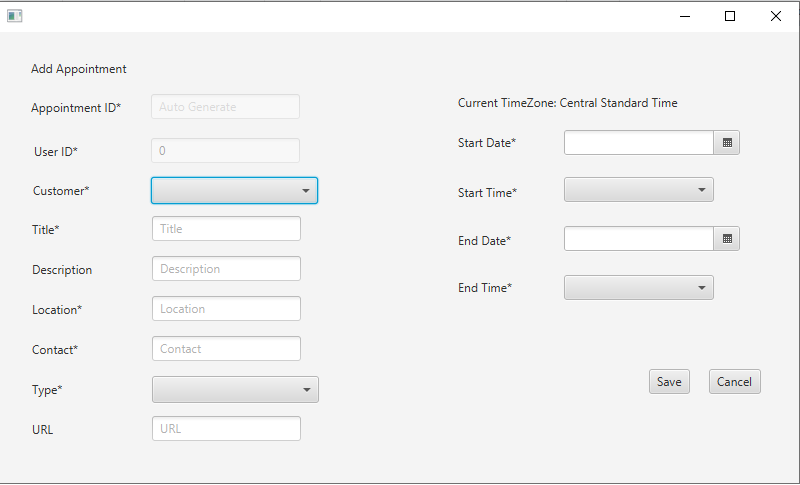 Add Appointment
Appointment ID* Auto Generate
User ID* 0
Customer*
Title* Title
Description Description
Location* Location
Contact* Contact
Type*
URL URL
Current TimeZone: Central Standard Time
Start Date*
Start Time*
End Date*
End Time*
Save Cancel